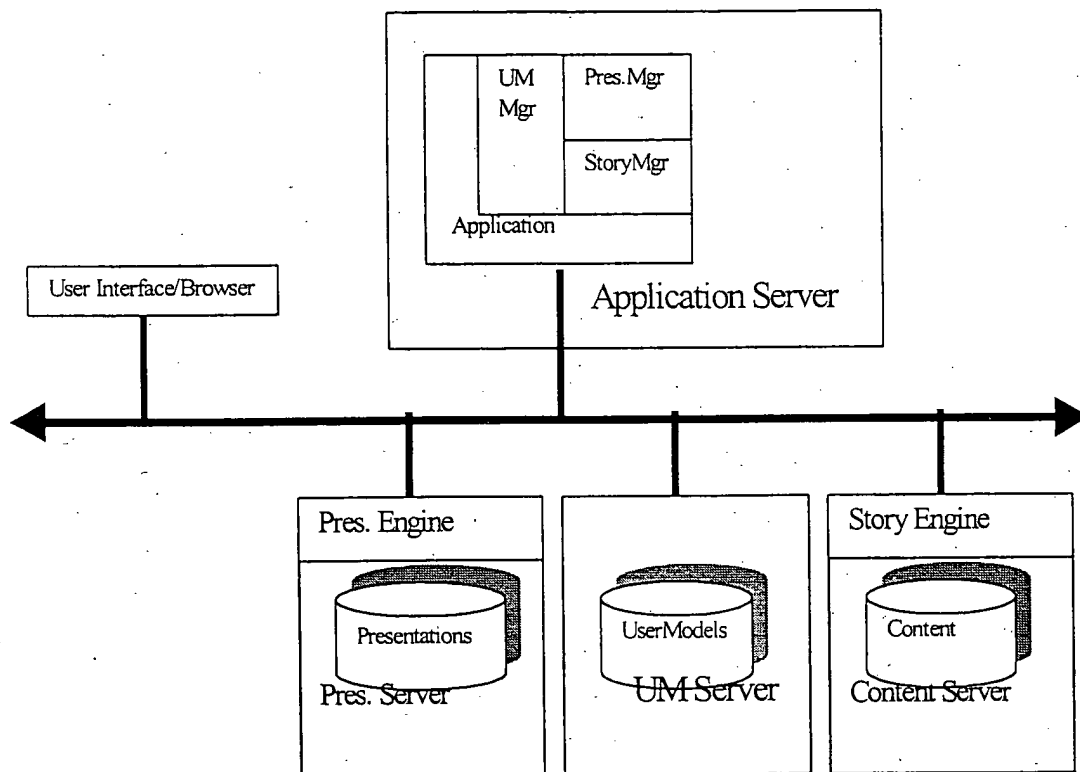 UM
Mgr
Pres.Mgr
StoryMgr
Application
Application Server
User Interface/Browser
Pres. Engine
Presentations
Pres. Server
UserModels
UM Server
Story Engine
Content
Content Server